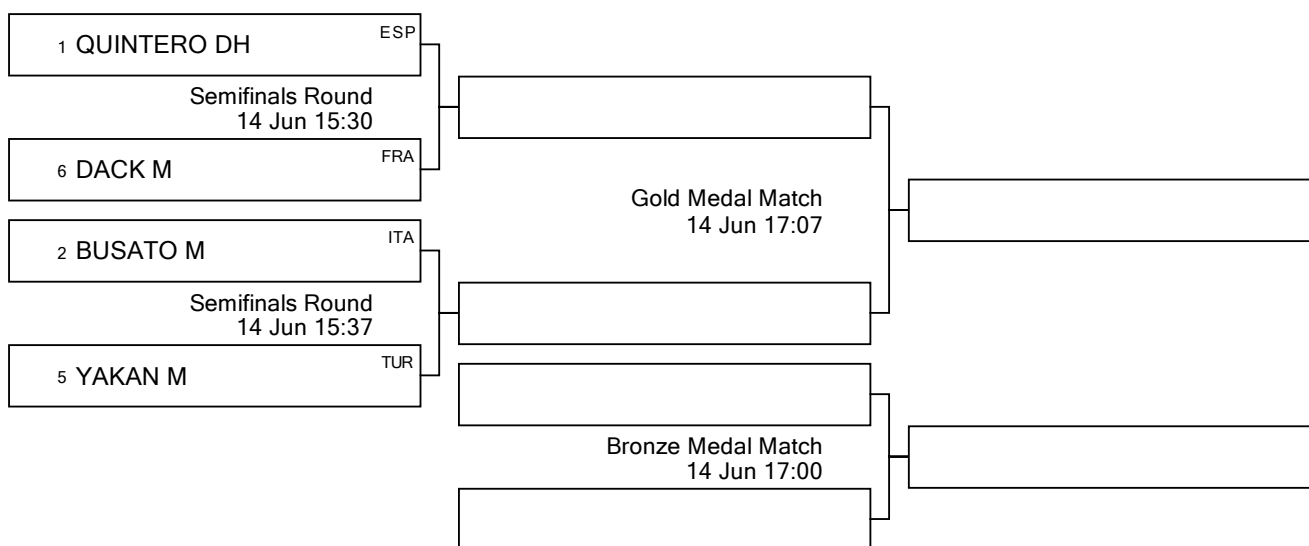 1 QUINTERO DH ESP
Semifinals Round
14 Jun 15:30
6 DACK M FRA
Gold Medal Match
14 Jun 17:07
2 BUSATO M ITA
Semifinals Round
14 Jun 15:37
5 YAKAN M TUR
Bronze Medal Match
14 Jun 17:00